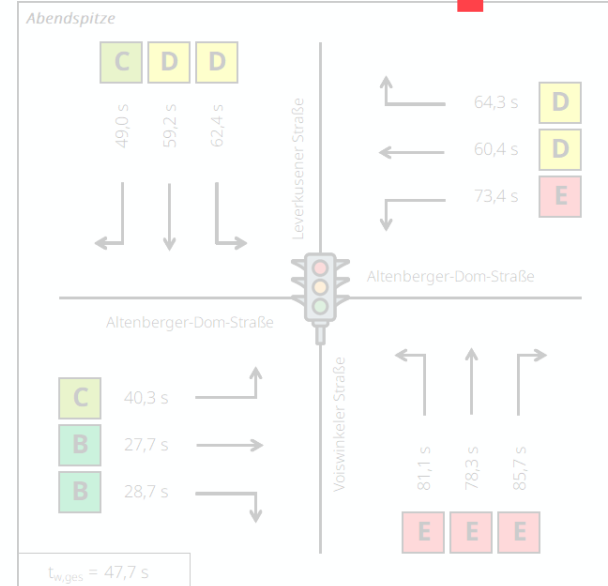 Abendspitze
C D D
49,0 s
59,2 s
62,4 s
Leverkusener Straße
64,3 s D
60,4 s D
73,4 s E
Altenberger-Dom-Straße
Altenberger-Dom-Straße
C 40,3 s
B 27,7 s
B 28,7 s
Voiswinkeler Straße
81,1 s
78,3 s
85,7 s
E E E
tw,ges = 47,7 s